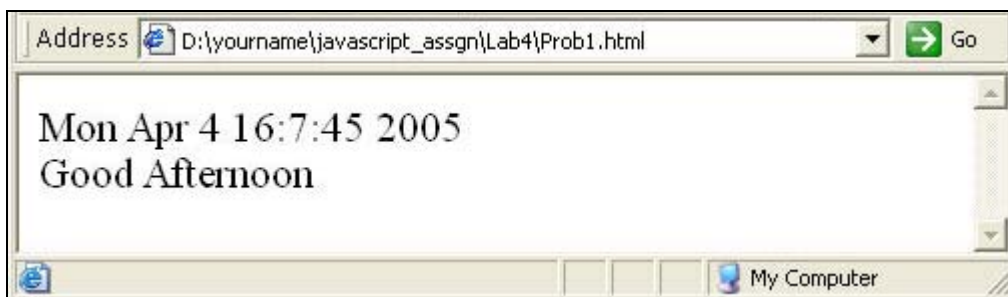 Address D:\yourname\javascript_assgn\Lab4\Prob1.html Go
Mon Apr 4 16:7:45 2005
Good Afternoon
My Computer